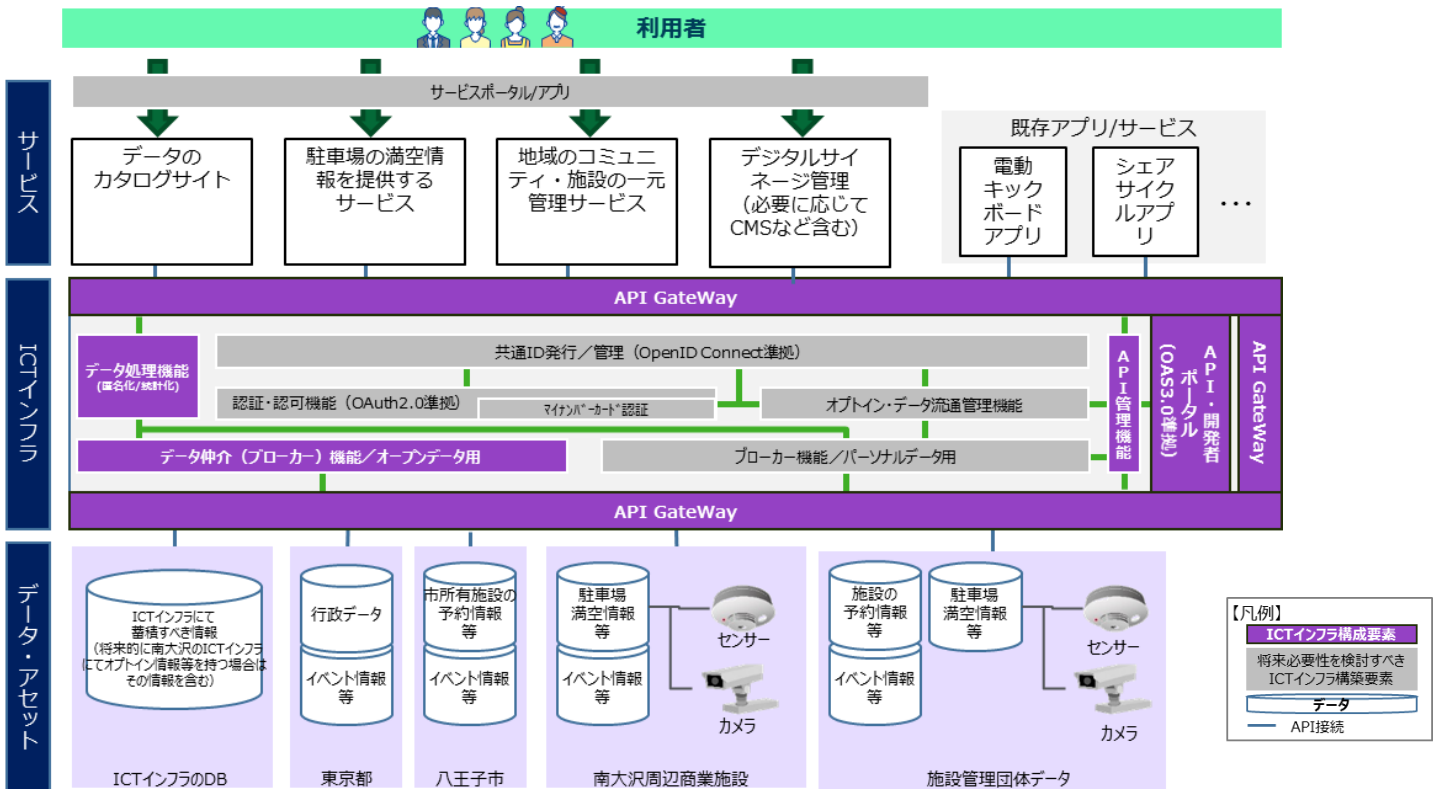 利用者
サービスポータル/アプリ
サービス
データの
カタログサイト
駐車場の満空情
報を提供する
サービス
地域のコミュニ
ティ・施設の一元
管理サービス
デジタルサイ
ネージ管理
（必要に応じて
CMSなど含む）
既存アプリ/サービス
電動
キック
ボード
アプリ
シェア
サイク
ルアプ
リ
…
ICTインフラ
API GateWay
データ処理機能
(匿名化/統計化)
共通ID発行／管理（OpenID Connect準拠）
認証・認可機能（OAuth2.0準拠）
ﾏｲﾅﾝﾊﾞｰｶｰﾄﾞ認証
オプトイン・データ流通管理機能
データ仲介（ブローカー）機能／オープンデータ用
ブローカー機能／パーソナルデータ用
API管理機能
API・開発者
ポータル
(OAS3.0準拠)
API GateWay
API GateWay
データ・アセット
ICTインフラにて
蓄積すべき情報
（将来的に南大沢のICTインフラ
にてオプトイン情報等を持つ場合は
その情報を含む）
ICTインフラのDB
行政データ
イベント情報
等
東京都
市所有施設の
予約情報
等
イベント情報
等
八王子市
駐車場
満空情報
等
イベント情報
等
センサー
カメラ
南大沢周辺商業施設
施設の
予約情報
等
イベント情報
等
駐車場
満空情報
等
センサー
カメラ
施設管理団体データ
【凡例】
ICTインフラ構成要素
将来必要性を検討すべき
ICTインフラ構築要素
データ
API接続